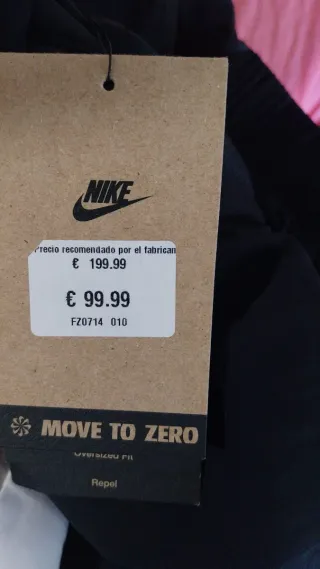 NIKE
Precio recomendado por el fabrican
€ 199.99
€ 99.99
FZ0714 010
MOVE TO ZERO
Oversized Fit
Repel